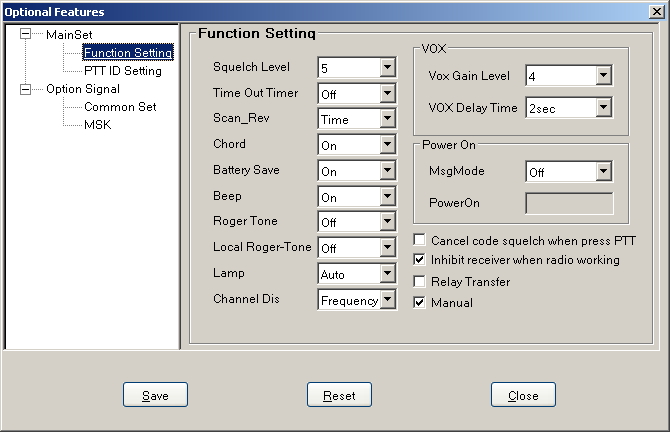 Optional Features
MainSet
Function Setting
PTT ID Setting
Option Signal
Common Set
MSK
Function Setting
Squelch Level 5
Time Out Timer Off
Scan_Rev Time
Chord On
Battery Save On
Beep On
Roger Tone Off
Local Roger-Tone Off
Lamp Auto
Channel Dis Frequency
VOX
Vox Gain Level 4
VOX Delay Time 2sec
Power On
MsgMode Off
PowerOn
Cancel code squelch when press PTT
Inhibit receiver when radio working
Relay Transfer
Manual
Save Reset Close